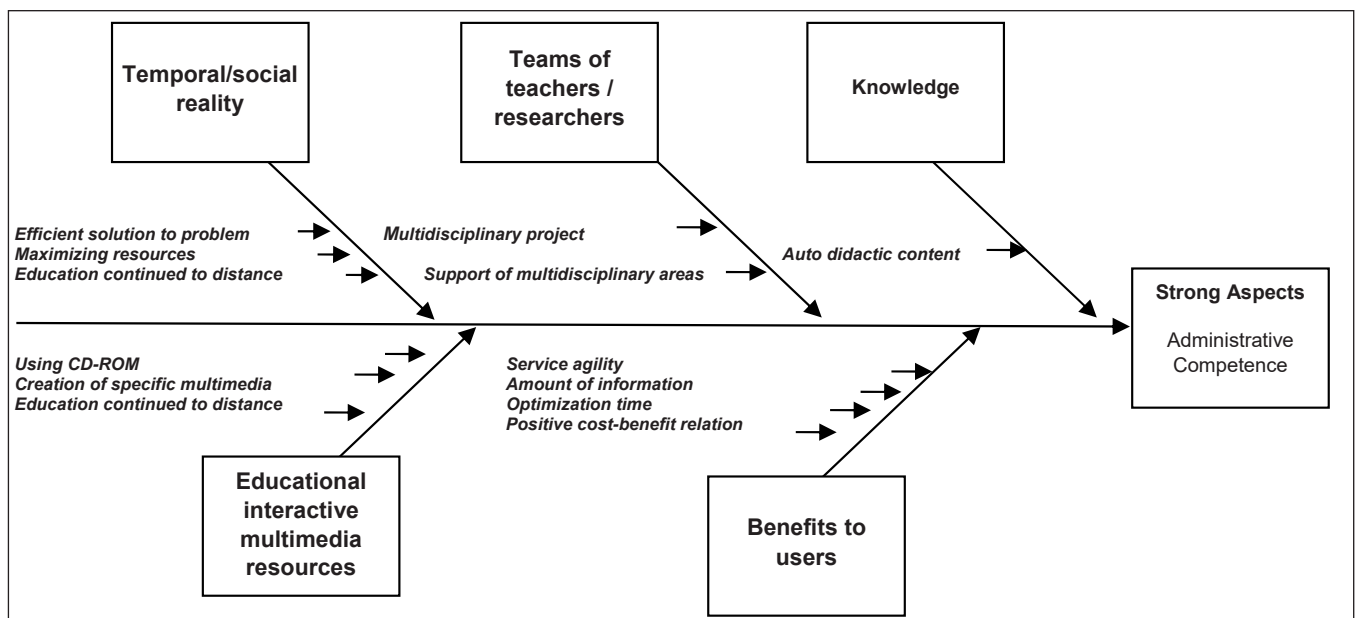 Temporal/social
reality
Teams of
teachers /
researchers
Knowledge
Efficient solution to problem
Maximizing resources
Education continued to distance
Multidisciplinary project
Support of multidisciplinary areas
Auto didactic content
Strong Aspects
Administrative
Competence
Using CD-ROM
Creation of specific multimedia
Education continued to distance
Service agility
Amount of information
Optimization time
Positive cost-benefit relation
Educational
interactive
multimedia
resources
Benefits to
users